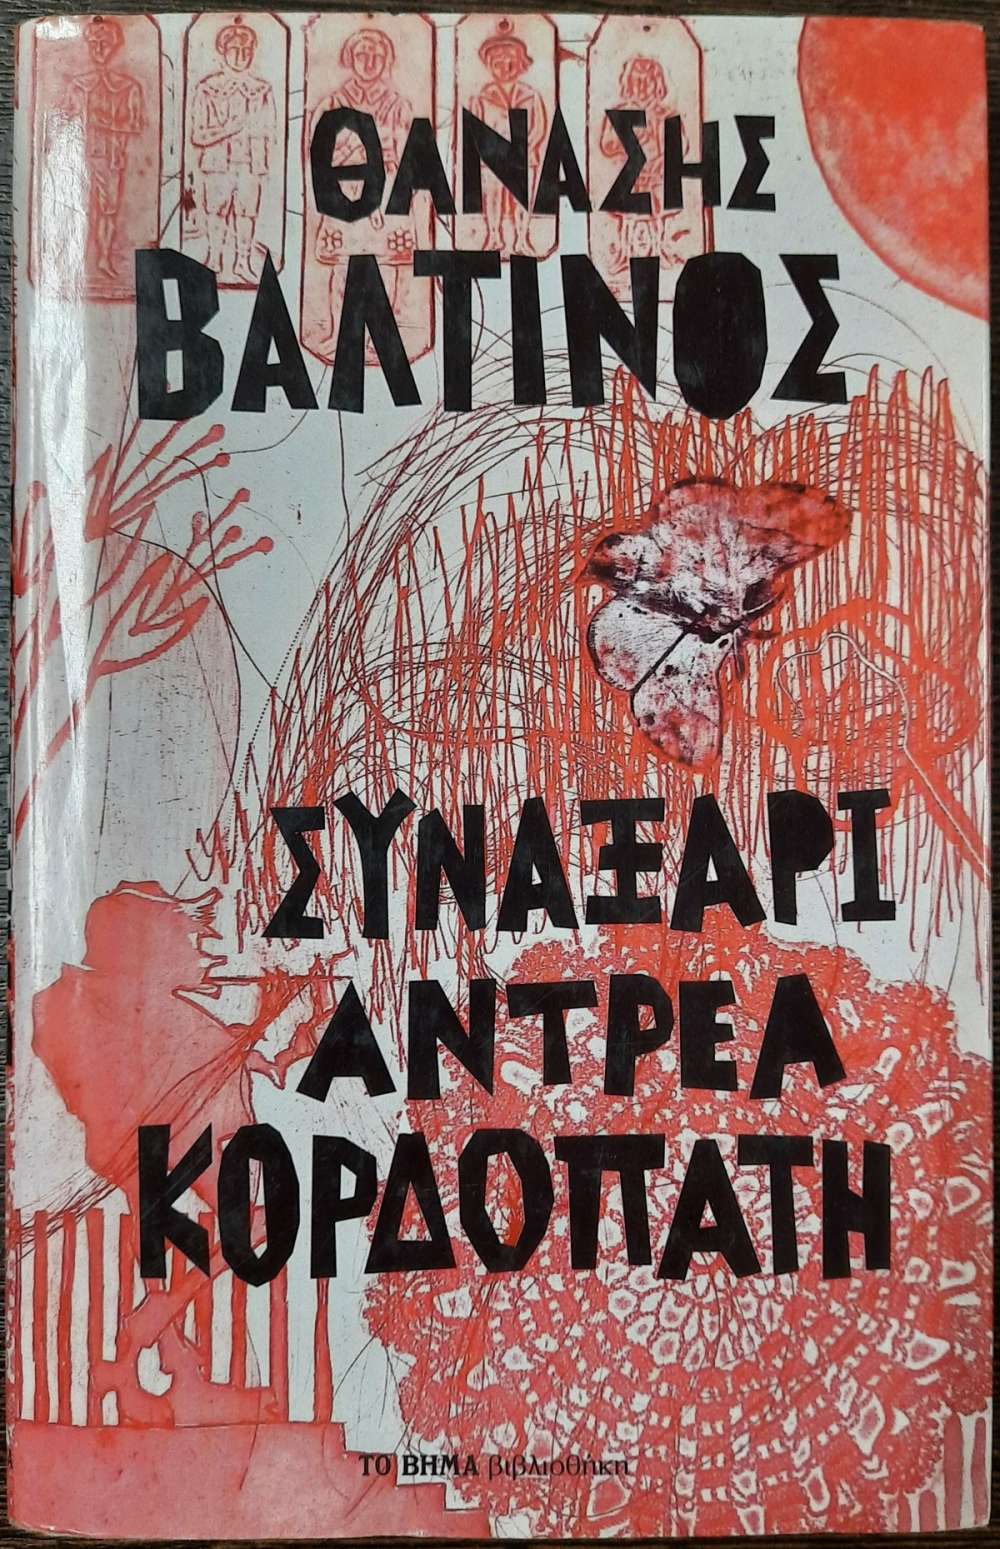 ΘΑΝΑΣΗΣ
ΒΑΛΤΙΝΟΣ
ΣΥΝΑΞΑΡΙ
ΑΝΤΡΕΑ
ΚΟΡΔΟΠΑΤΗ
ΤΟ ΒΗΜΑ βιβλιοθήκη